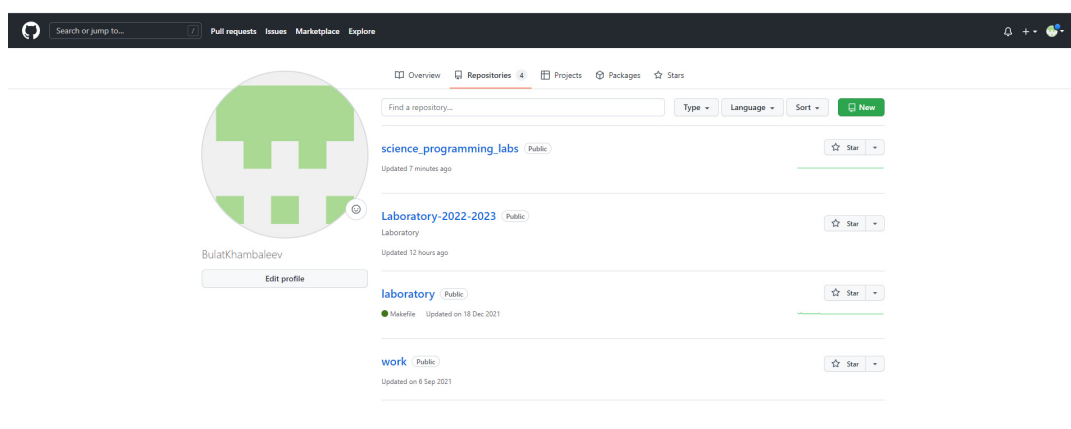 Search or jump to... / Pull requests Issues Marketplace Explore
Overview Repositories 4 Projects Packages Stars
Find a repository... Type Language Sort New
science_programming_labs Public Star
Updated 7 minutes ago
Laboratory-2022-2023 Public Star
Laboratory
Updated 12 hours ago
BulatKhambaleev
Edit profile
laboratory Public Star
Makefile Updated on 18 Dec 2021
work Public Star
Updated on 6 Sep 2021